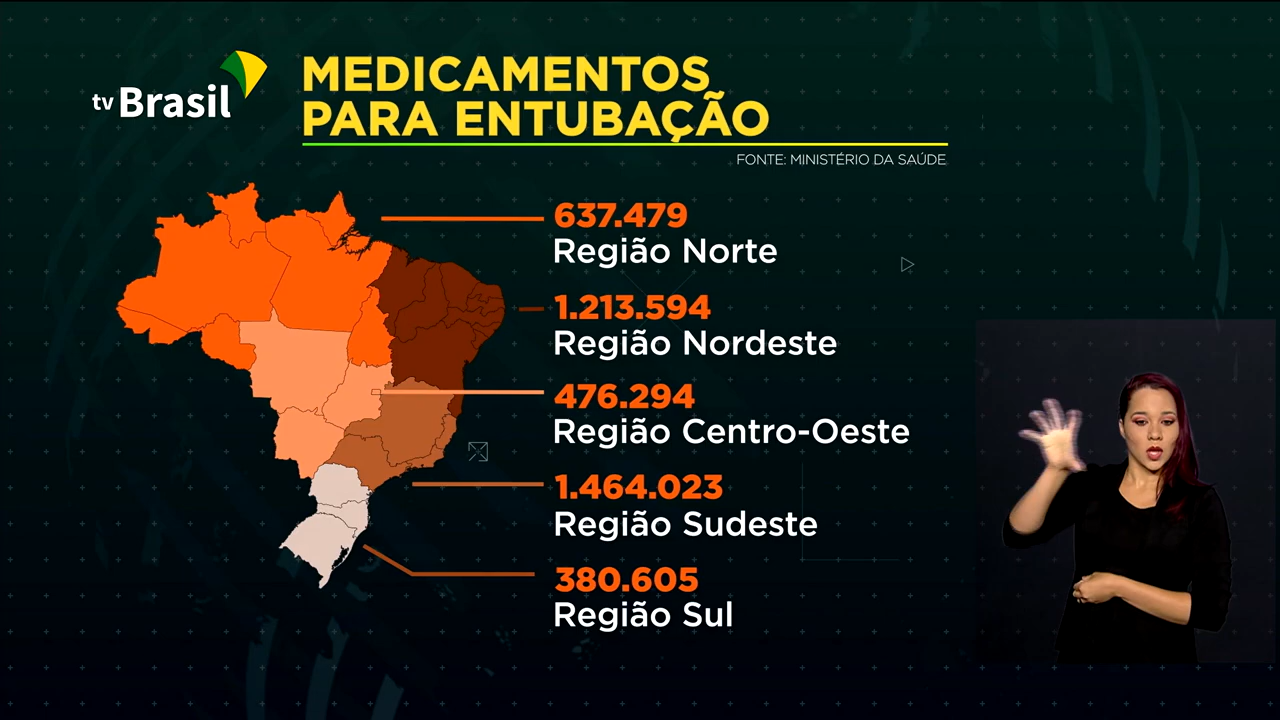 tv Brasil
MEDICAMENTOS
PARA ENTUBAÇÃO
FONTE: MINISTÉRIO DA SAÚDE
637.479
Região Norte
1.213.594
Região Nordeste
476.294
Região Centro-Oeste
1.464.023
Região Sudeste
380.605
Região Sul